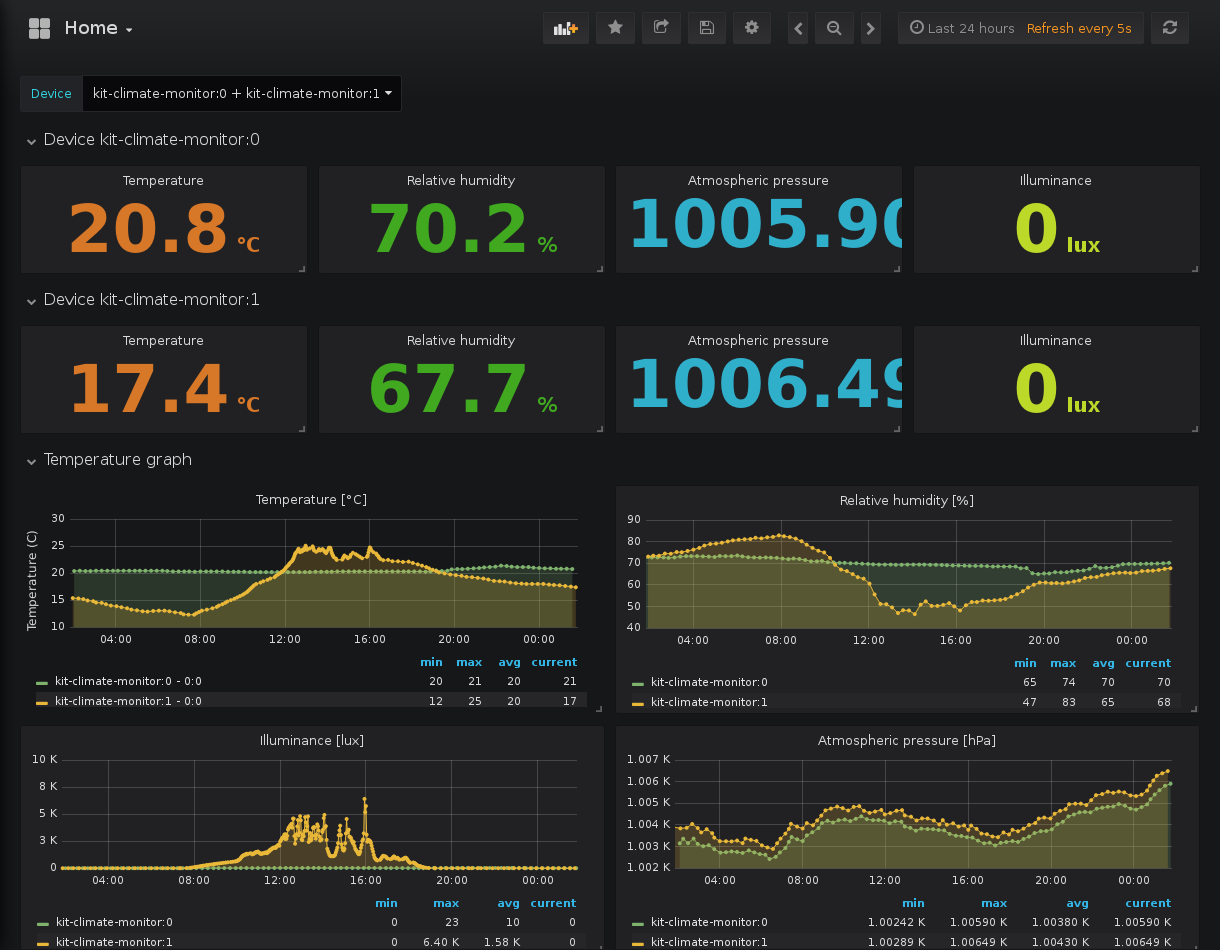 Home
Last 24 hours Refresh every 5s
Device kit-climate-monitor:0 + kit-climate-monitor:1
Device kit-climate-monitor:0
Temperature Relative humidity Atmospheric pressure Illuminance
20.8 °C 70.2 % 1005.90 0 lux
Device kit-climate-monitor:1
Temperature Relative humidity Atmospheric pressure Illuminance
17.4 °C 67.7 % 1006.49 0 lux
Temperature graph
Temperature [°C]
Temperature (C)
30
25
20
15
10
04:00 08:00 12:00 16:00 20:00 00:00
min max avg current
kit-climate-monitor:0 - 0:0 20 21 20 21
kit-climate-monitor:1 - 0:0 12 25 20 17
Relative humidity [%]
90
80
70
60
50
40
04:00 08:00 12:00 16:00 20:00 00:00
min max avg current
kit-climate-monitor:0 65 74 70 70
kit-climate-monitor:1 47 83 65 68
Illuminance [lux]
10 K
8 K
5 K
3 K
0
04:00 08:00 12:00 16:00 20:00 00:00
min max avg current
kit-climate-monitor:0 0 23 10 0
kit-climate-monitor:1 0 6.40 K 1.58 K 0
Atmospheric pressure [hPa]
1.007 K
1.006 K
1.005 K
1.004 K
1.003 K
1.002 K
04:00 08:00 12:00 16:00 20:00 00:00
min max avg current
kit-climate-monitor:0 1.00242 K 1.00590 K 1.00380 K 1.00590 K
kit-climate-monitor:1 1.00289 K 1.00649 K 1.00430 K 1.00649 K